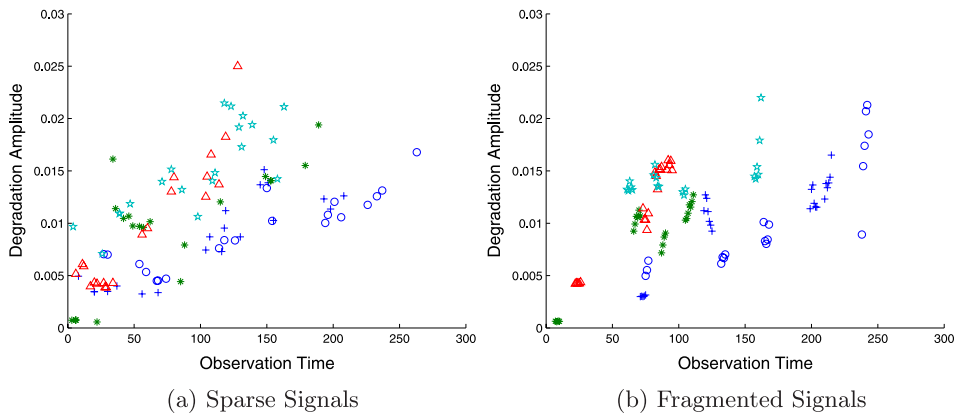 0.03
0.025
0.02
0.015
0.01
0.005
0
0 50 100 150 200 250 300
Degradation Amplitude
Observation Time
(a) Sparse Signals
0.03
0.025
0.02
0.015
0.01
0.005
0
0 50 100 150 200 250 300
Degradation Amplitude
Observation Time
(b) Fragmented Signals